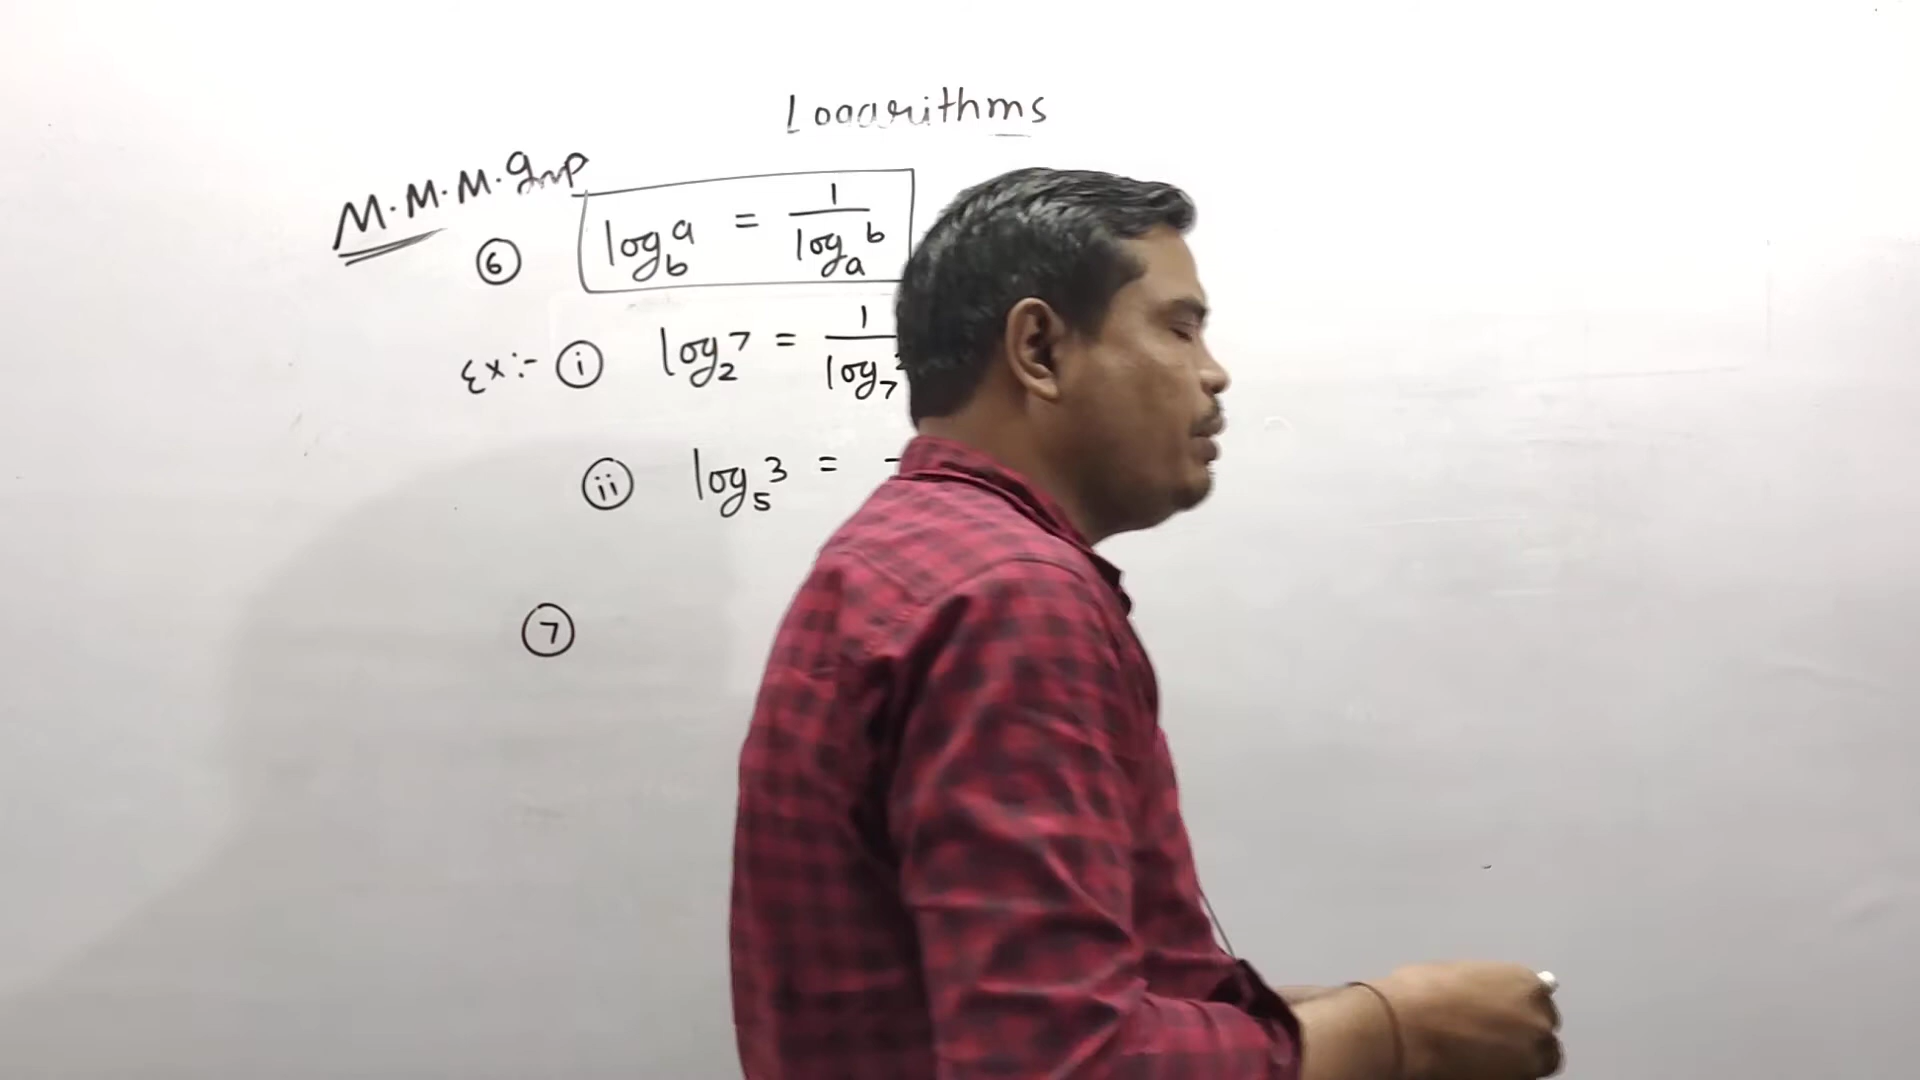 Logarithms
M.M.M.Imp
⑥ log_b a = 1/log_a b
Ex:- ⓘ log_2 7 = 1/log_7
ⓘⓘ log_5 3 =
⑦